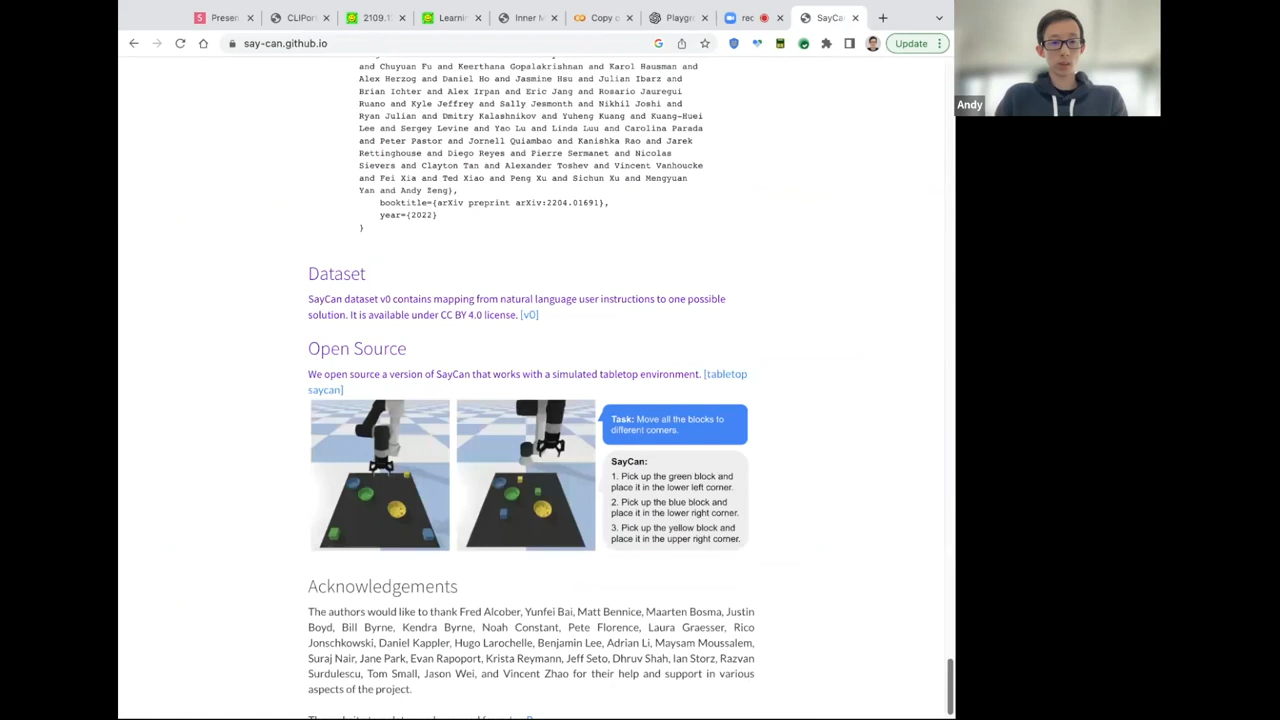 Presen
CLIPor
2109.1
Learnin
Inner M
Copy o
Playgr
rec
SayCa
say-can.github.io
Update
and Chuyuan Fu and Keerthana Gopalakrishnan and Karol Hausman and
Alex Herzog and Daniel Ho and Jasmine Hsu and Julian Ibarz and
Brian Ichter and Alex Irpan and Eric Jang and Rosario Jauregui
Ruano and Kyle Jeffrey and Sally Jesmonth and Nikhil Joshi and
Ryan Julian and Dmitry Kalashnikov and Yuheng Kuang and Kuang-Huei
Lee and Sergey Levine and Yao Lu and Linda Luu and Carolina Parada
and Peter Pastor and Jornell Quiambao and Kanishka Rao and Jarek
Rettinghouse and Diego Reyes and Pierre Sermanet and Nicolas
Sievers and Clayton Tan and Alexander Toshev and Vincent Vanhoucke
and Fei Xia and Ted Xiao and Peng Xu and Sichun Xu and Mengyuan
Yan and Andy Zeng},
booktitle={arXiv preprint arXiv:2204.01691},
year={2022}
}
Dataset
SayCan dataset v0 contains mapping from natural language user instructions to one possible
solution. It is available under CC BY 4.0 license. [v0]
Open Source
We open source a version of SayCan that works with a simulated tabletop environment. [tabletop
saycan]
Task: Move all the blocks to
different corners.
SayCan:
1. Pick up the green block and
place it in the lower left corner.
2. Pick up the blue block and
place it in the lower right corner.
3. Pick up the yellow block and
place it in the upper right corner.
Acknowledgements
The authors would like to thank Fred Alcober, Yunfei Bai, Matt Bennice, Maarten Bosma, Justin
Boyd, Bill Byrne, Kendra Byrne, Noah Constant, Pete Florence, Laura Graesser, Rico
Jonschkowski, Daniel Kappler, Hugo Larochelle, Benjamin Lee, Adrian Li, Maysam Moussalem,
Suraj Nair, Jane Park, Evan Rapoport, Krista Reymann, Jeff Seto, Dhruv Shah, Ian Storz, Razvan
Surdulescu, Tom Small, Jason Wei, and Vincent Zhao for their help and support in various
aspects of the project.
Andy